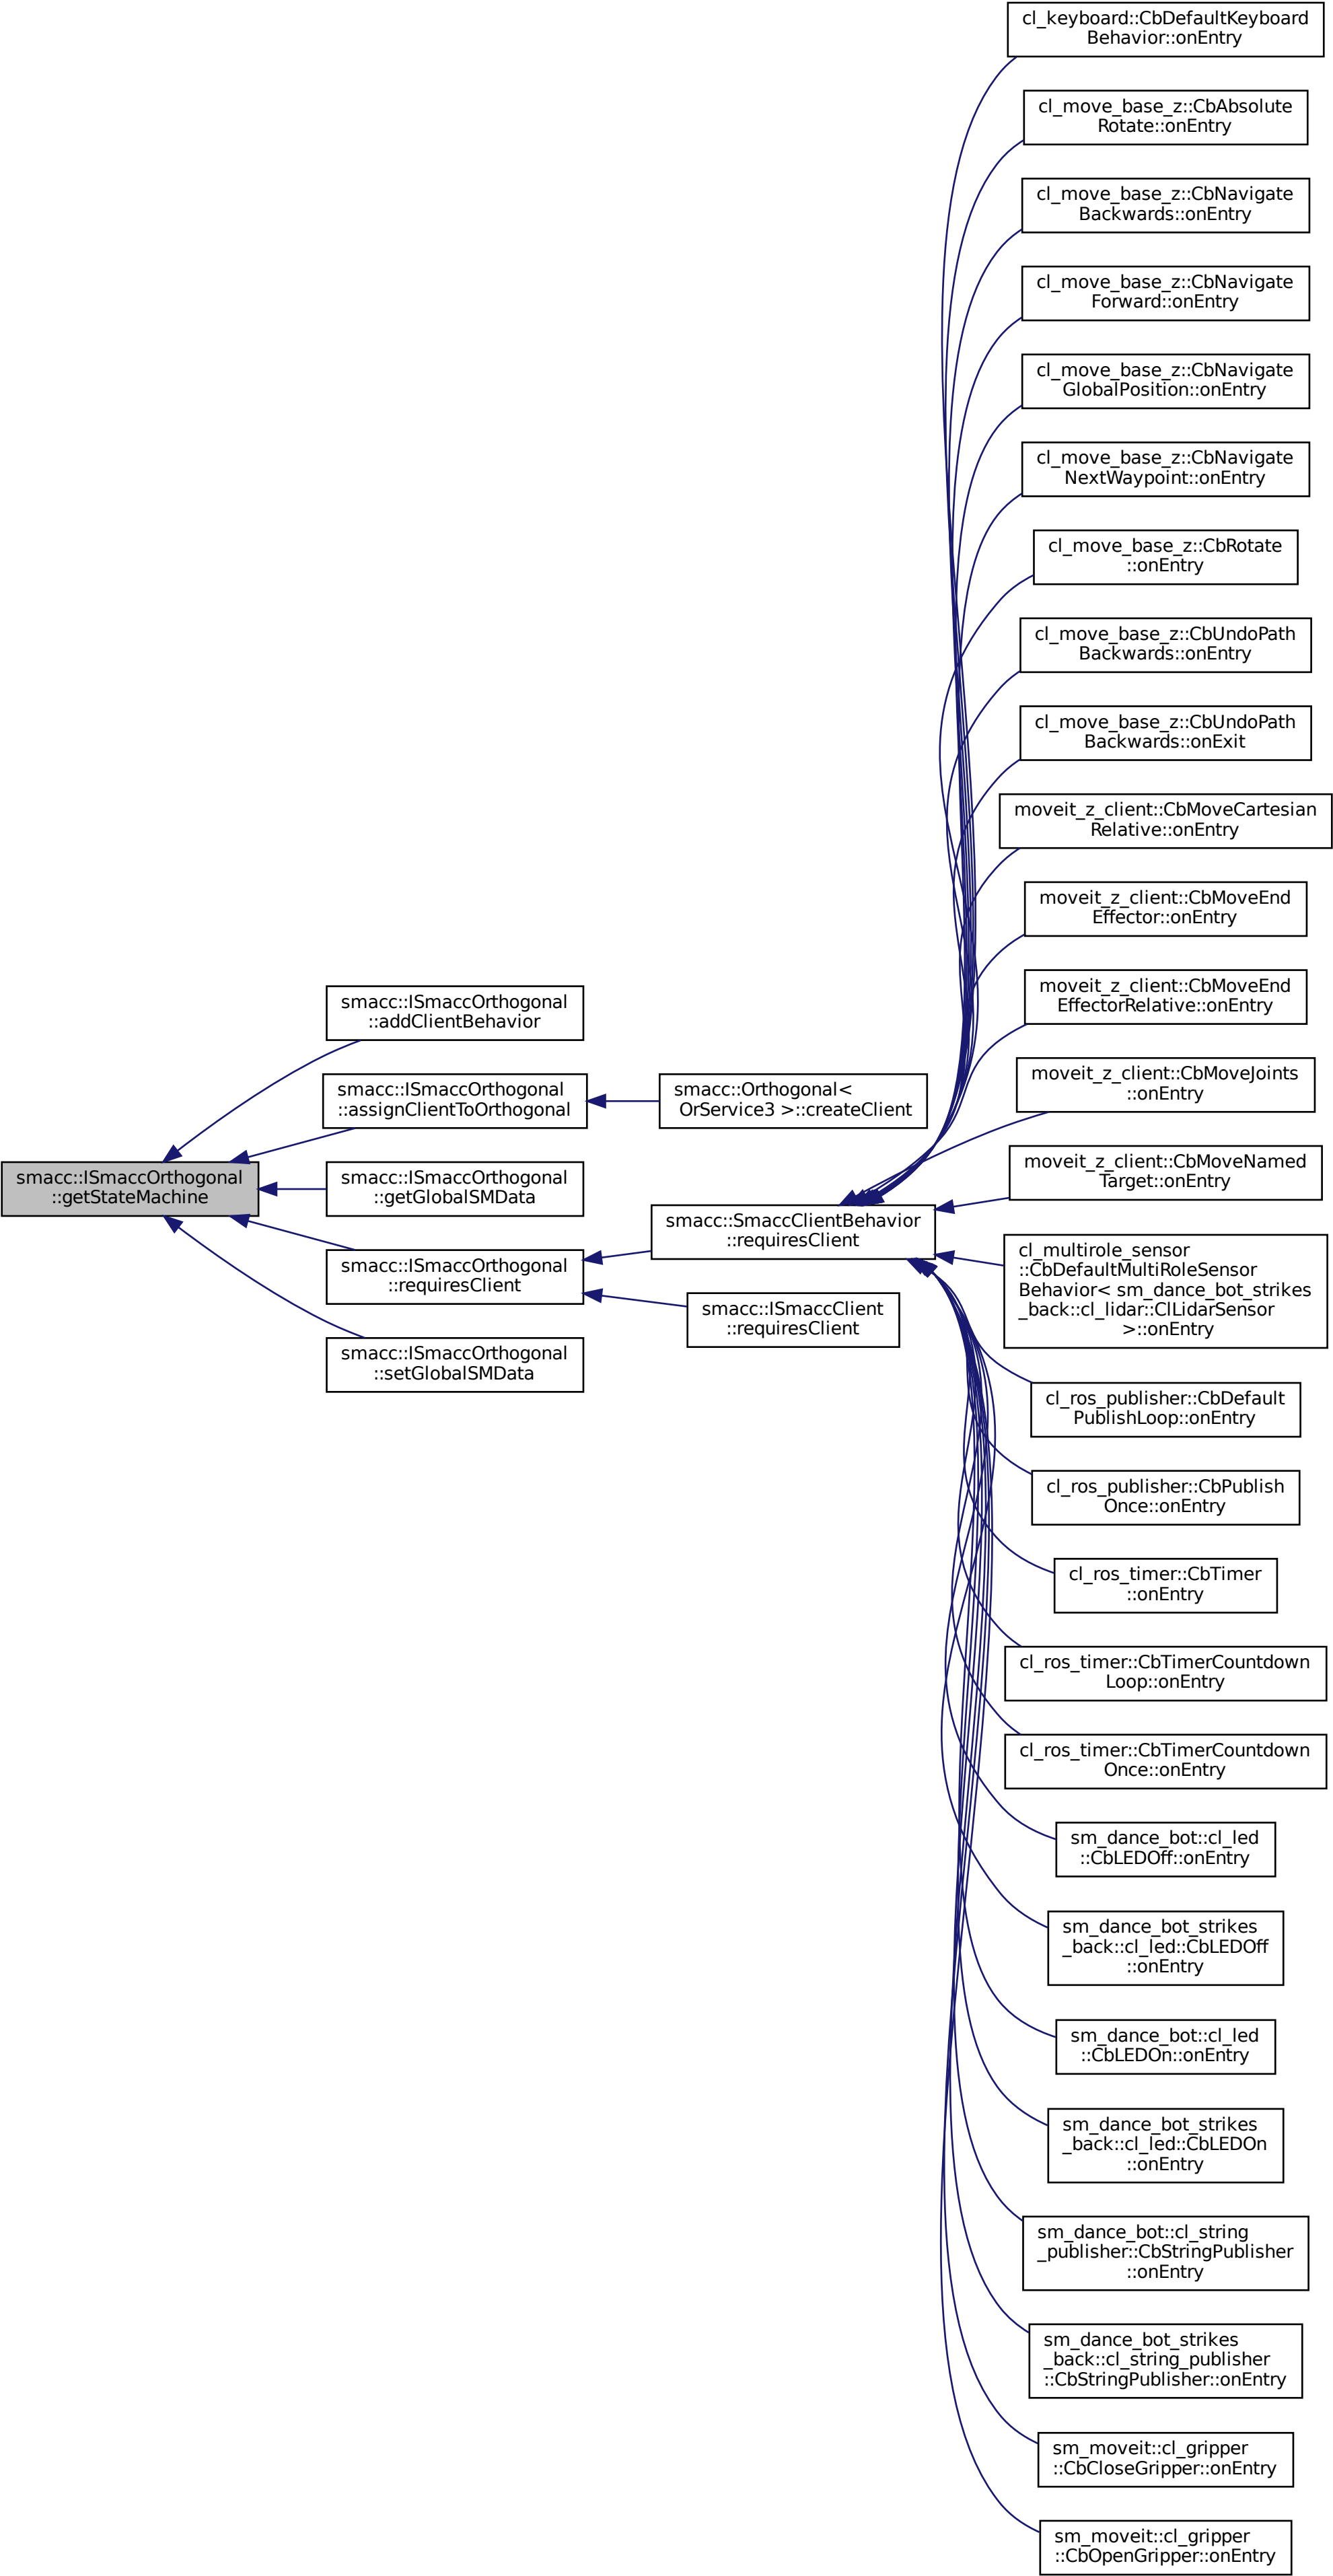 smacc::ISmaccOrthogonal
::getStateMachine
smacc::ISmaccOrthogonal
::addClientBehavior
smacc::ISmaccOrthogonal
::assignClientToOrthogonal
smacc::ISmaccOrthogonal
::getGlobalSMData
smacc::ISmaccOrthogonal
::requiresClient
smacc::ISmaccOrthogonal
::setGlobalSMData
smacc::Orthogonal<
OrService3 >::createClient
smacc::SmaccClientBehavior
::requiresClient
smacc::ISmaccClient
::requiresClient
cl_keyboard::CbDefaultKeyboard
Behavior::onEntry
cl_move_base_z::CbAbsolute
Rotate::onEntry
cl_move_base_z::CbNavigate
Backwards::onEntry
cl_move_base_z::CbNavigate
Forward::onEntry
cl_move_base_z::CbNavigate
GlobalPosition::onEntry
cl_move_base_z::CbNavigate
NextWaypoint::onEntry
cl_move_base_z::CbRotate
::onEntry
cl_move_base_z::CbUndoPath
Backwards::onEntry
cl_move_base_z::CbUndoPath
Backwards::onExit
moveit_z_client::CbMoveCartesian
Relative::onEntry
moveit_z_client::CbMoveEnd
Effector::onEntry
moveit_z_client::CbMoveEnd
EffectorRelative::onEntry
moveit_z_client::CbMoveJoints
::onEntry
moveit_z_client::CbMoveNamed
Target::onEntry
cl_multirole_sensor
::CbDefaultMultiRoleSensor
Behavior< sm_dance_bot_strikes
_back::cl_lidar::ClLidarSensor
>::onEntry
cl_ros_publisher::CbDefault
PublishLoop::onEntry
cl_ros_publisher::CbPublish
Once::onEntry
cl_ros_timer::CbTimer
::onEntry
cl_ros_timer::CbTimerCountdown
Loop::onEntry
cl_ros_timer::CbTimerCountdown
Once::onEntry
sm_dance_bot::cl_led
::CbLEDOff::onEntry
sm_dance_bot_strikes
_back::cl_led::CbLEDOff
::onEntry
sm_dance_bot::cl_led
::CbLEDOn::onEntry
sm_dance_bot_strikes
_back::cl_led::CbLEDOn
::onEntry
sm_dance_bot::cl_string
_publisher::CbStringPublisher
::onEntry
sm_dance_bot_strikes
_back::cl_string_publisher
::CbStringPublisher::onEntry
sm_moveit::cl_gripper
::CbCloseGripper::onEntry
sm_moveit::cl_gripper
::CbOpenGripper::onEntry